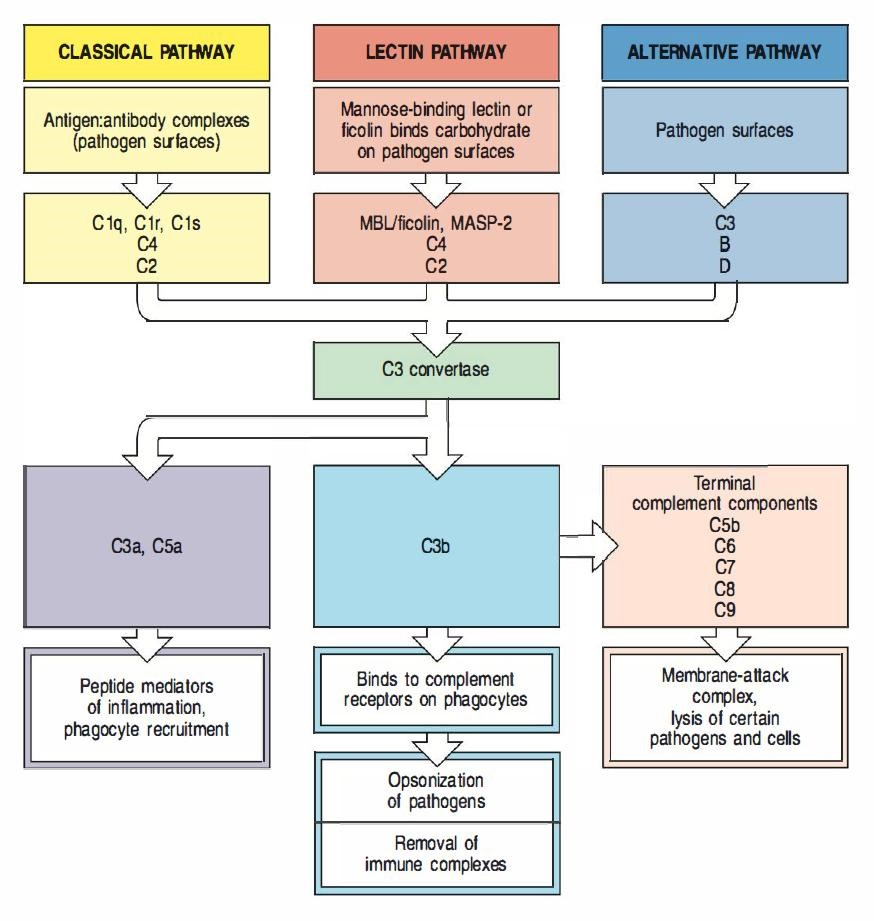 CLASSICAL PATHWAY
LECTIN PATHWAY
ALTERNATIVE PATHWAY
Antigen:antibody complexes
(pathogen surfaces)
Mannose-binding lectin or
ficolin binds carbohydrate
on pathogen surfaces
Pathogen surfaces
C1q, C1r, C1s
C4
C2
MBL/ficolin, MASP-2
C4
C2
C3
B
D
C3 convertase
C3a, C5a
C3b
Terminal
complement components
C5b
C6
C7
C8
C9
Peptide mediators
of inflammation,
phagocyte recruitment
Binds to complement
receptors on phagocytes
Opsonization
of pathogens
Removal of
immune complexes
Membrane-attack
complex,
lysis of certain
pathogens and cells